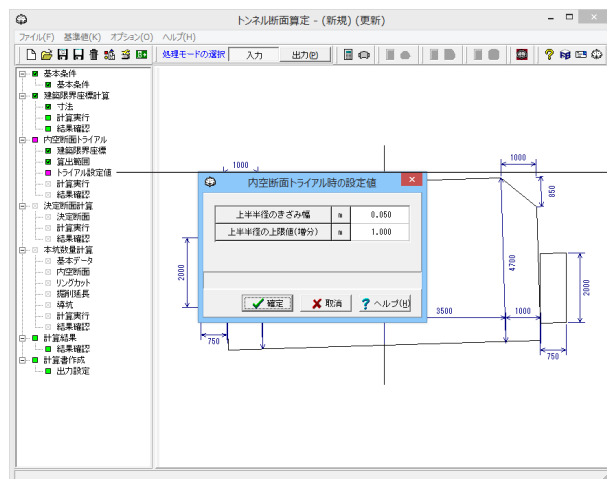 トンネル断面算定 - (新規) (更新)
ファイル(F) 基準値(K) オプション(O) ヘルプ(H)
処理モードの選択 入力 出力(P)
基本条件
基本条件
建築限界座標計算
寸法
計算実行
結果確認
内空断面トライアル
建築限界座標
算出範囲
トライアル設定値
計算実行
結果確認
決定断面計算
決定断面
計算実行
結果確認
本坑数量計算
基本データ
内空断面
リングカット
掘削延長
導坑
計算実行
結果確認
計算結果
結果確認
計算書作成
出力設定
1000
1000
850
内空断面トライアル時の設定値
上半半径のきざみ幅 m 0.050
上半半径の上限値(増分) m 1.000
確定 取消 ヘルプ(H)
2000
4700
2000
3500
1000
750
750